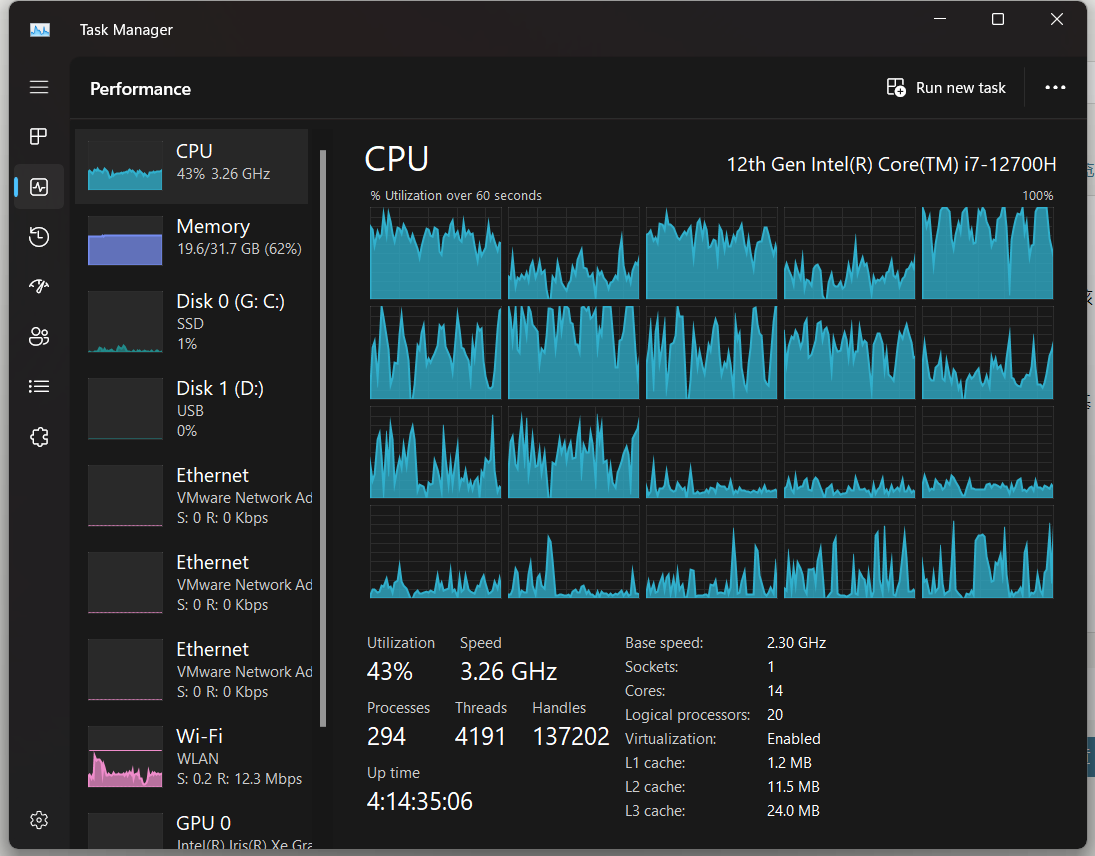 Task Manager
Performance
Run new task
CPU
43% 3.26 GHz
Memory
19.6/31.7 GB (62%)
Disk 0 (G: C:)
SSD
1%
Disk 1 (D:)
USB
0%
Ethernet
VMware Network Ad
S: 0 R: 0 Kbps
Ethernet
VMware Network Ad
S: 0 R: 0 Kbps
Ethernet
VMware Network Ad
S: 0 R: 0 Kbps
Wi-Fi
WLAN
S: 0.2 R: 12.3 Mbps
GPU 0
Intel(R) Iris(R) Xe Gra
CPU
12th Gen Intel(R) Core(TM) i7-12700H
% Utilization over 60 seconds
100%
Utilization
43%
Speed
3.26 GHz
Processes
294
Threads
4191
Handles
137202
Up time
4:14:35:06
Base speed: 2.30 GHz
Sockets: 1
Cores: 14
Logical processors: 20
Virtualization: Enabled
L1 cache: 1.2 MB
L2 cache: 11.5 MB
L3 cache: 24.0 MB